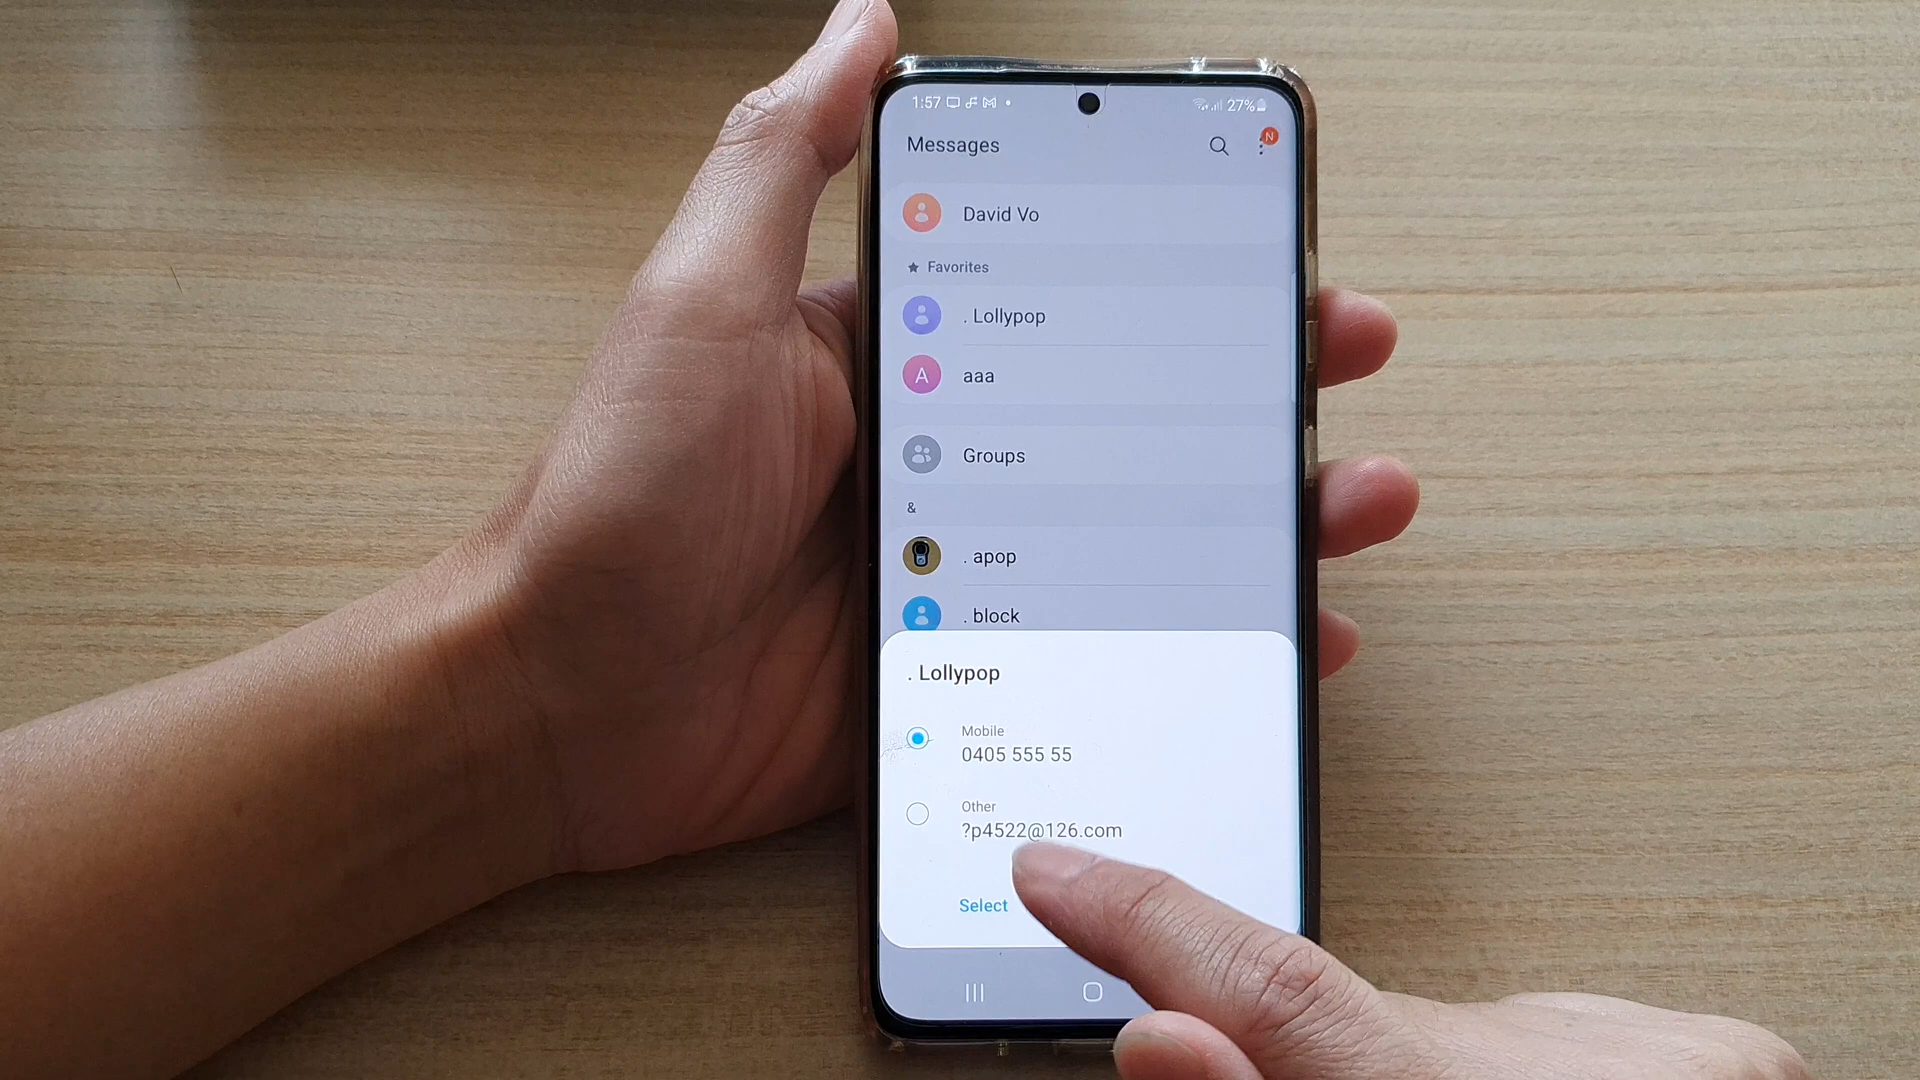 1:57
27%
Messages
N
David Vo
Favorites
. Lollypop
A
aaa
Groups
&
. apop
. block
. Lollypop
Mobile
0405 555 55
Other
?p4522@126.com
Select